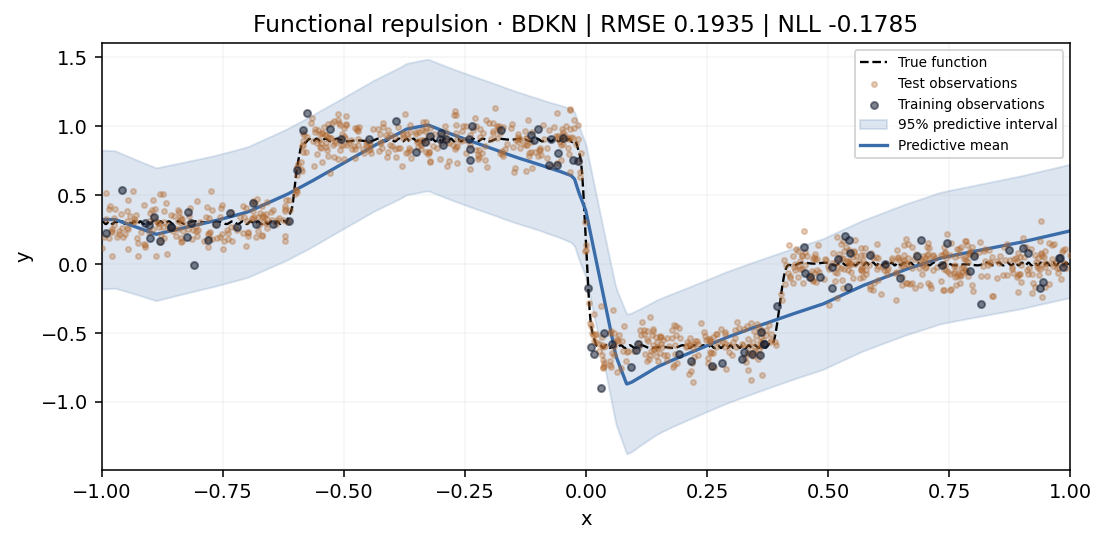 Functional repulsion · BDKN | RMSE 0.1935 | NLL -0.1785
True function
Test observations
Training observations
95% predictive interval
Predictive mean
y
1.5
1.0
0.5
0.0
−0.5
−1.0
−1.00 −0.75 −0.50 −0.25 0.00 0.25 0.50 0.75 1.00
x